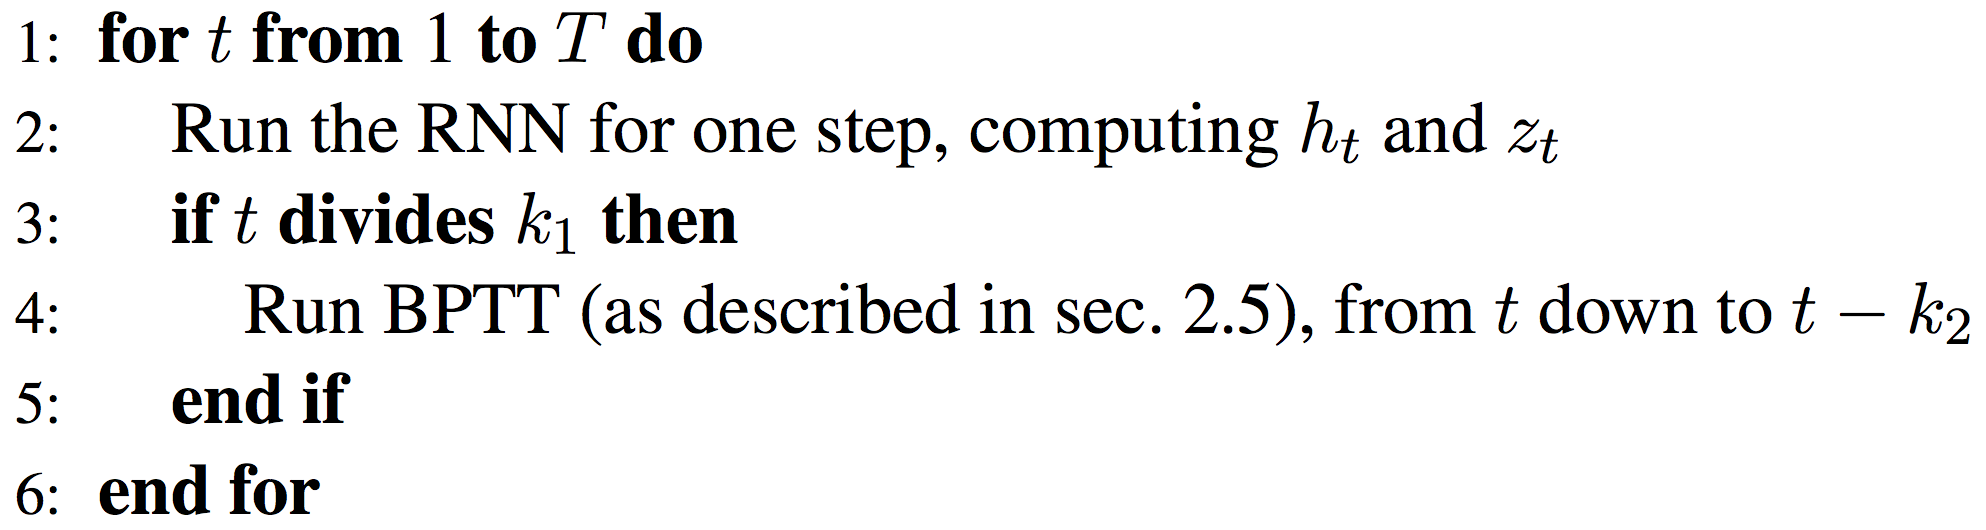 1: for t from 1 to T do
2: Run the RNN for one step, computing h_t and z_t
3: if t divides k_1 then
4: Run BPTT (as described in sec. 2.5), from t down to t − k_2
5: end if
6: end for